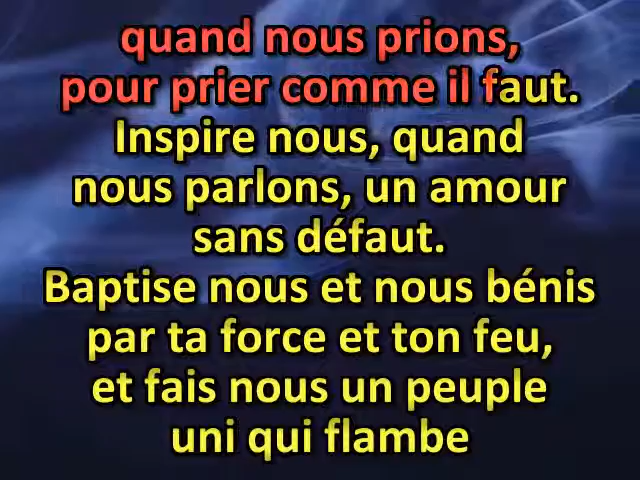 quand nous prions,
pour prier comme il faut.
Inspire nous, quand
nous parlons, un amour
sans défaut.
Baptise nous et nous bénis
par ta force et ton feu,
et fais nous un peuple
uni qui flambe